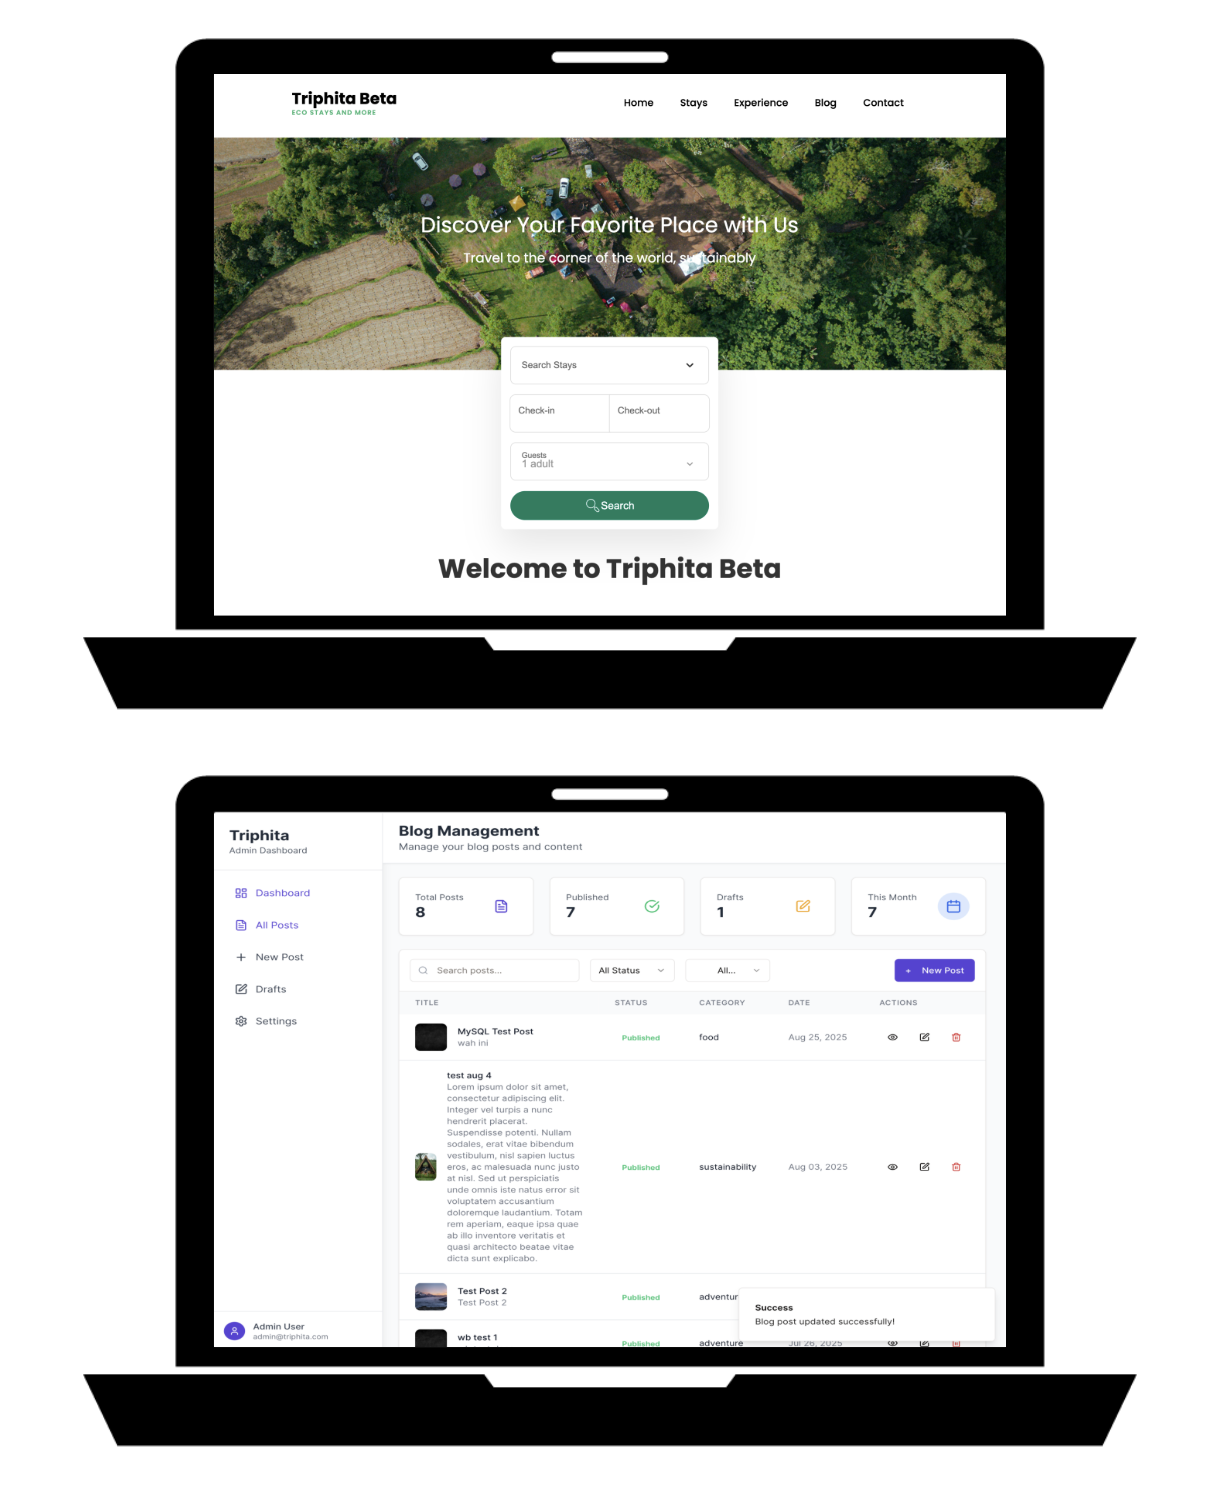 Triphita Beta
ECO STAYS AND MORE
Home Stays Experience Blog Contact
Discover Your Favorite Place with Us
Travel to the corner of the world, sustainably
Search Stays
Check-in Check-out
Guests
1 adult
Search
Welcome to Triphita Beta
Triphita
Admin Dashboard
Dashboard
All Posts
New Post
Drafts
Settings
Admin User
admin@triphita.com
Blog Management
Manage your blog posts and content
Total Posts
8
Published
7
Drafts
1
This Month
7
Search posts...
All Status
All...
+ New Post
TITLE STATUS CATEGORY DATE ACTIONS
MySQL Test Post
wah ini
Published food Aug 25, 2025
test aug 4
Lorem ipsum dolor sit amet,
consectetur adipiscing elit.
Integer vel turpis a nunc
hendrerit placerat.
Suspendisse potenti. Nullam
sodales, erat vitae bibendum
vestibulum, nisl sapien luctus
eros, ac malesuada nunc justo
at nisl. Sed ut perspiciatis
unde omnis iste natus error sit
voluptatem accusantium
doloremque laudantium. Totam
rem aperiam, eaque ipsa quae
ab illo inventore veritatis et
quasi architecto beatae vitae
dicta sunt explicabo.
Published sustainability Aug 03, 2025
Test Post 2
Test Post 2
Published adventur
wb test 1
Published adventure Jul 26, 2025
Success
Blog post updated successfully!